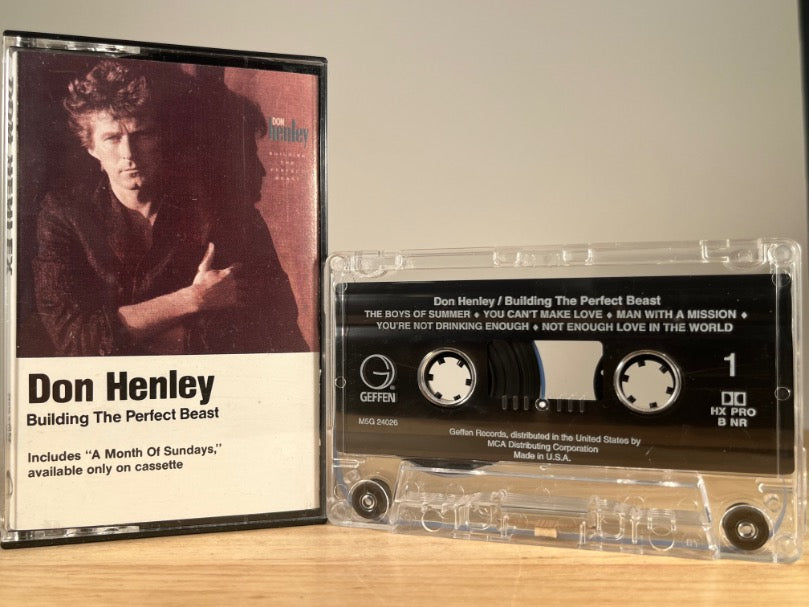 DON
henley
BUILDING
THE
PERFECT
BEAST
Don Henley
Building The Perfect Beast
Includes "A Month Of Sundays,"
available only on cassette
Don Henley / Building The Perfect Beast
THE BOYS OF SUMMER ♦ YOU CAN'T MAKE LOVE ♦ MAN WITH A MISSION ♦
YOU'RE NOT DRINKING ENOUGH ♦ NOT ENOUGH LOVE IN THE WORLD
G
GEFFEN
1
HX PRO
B NR
M5G 24026
Geffen Records, distributed in the United States by
MCA Distributing Corporation
Made in U.S.A.